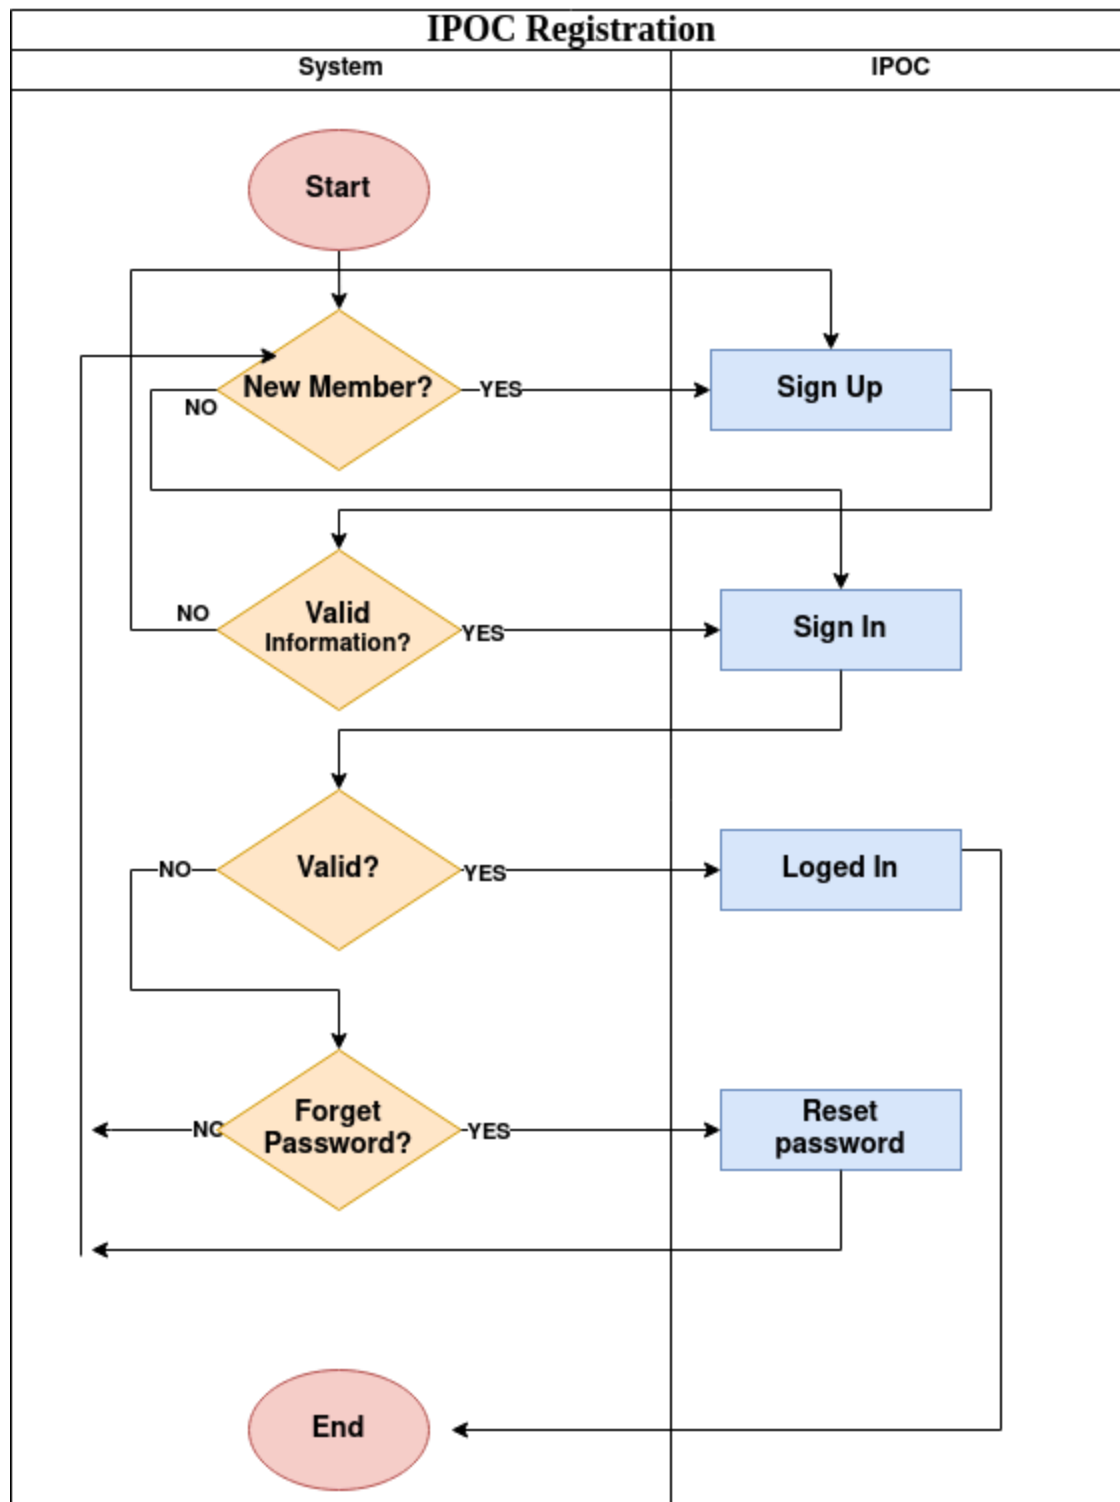 IPOC Registration
System
IPOC
Start
New Member?
YES
Sign Up
NO
Valid
Information?
NO
YES
Sign In
Valid?
NO
YES
Loged In
Forget
Password?
NO
YES
Reset
password
End